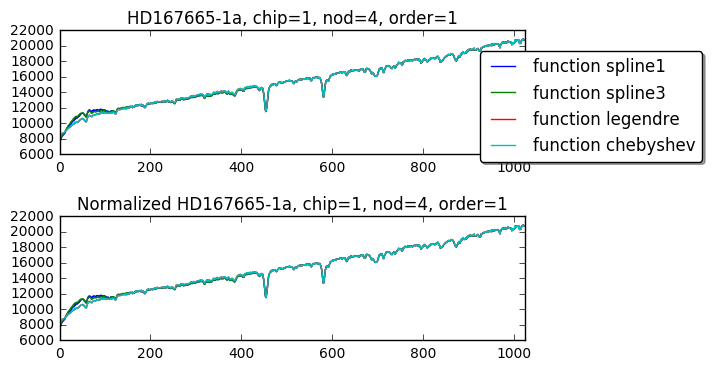 HD167665-1a, chip=1, nod=4, order=1
22000
20000
18000
16000
14000
12000
10000
8000
6000
0 200 400 600 800 1000
function spline1
function spline3
function legendre
function chebyshev
Normalized HD167665-1a, chip=1, nod=4, order=1
22000
20000
18000
16000
14000
12000
10000
8000
6000
0 200 400 600 800 1000